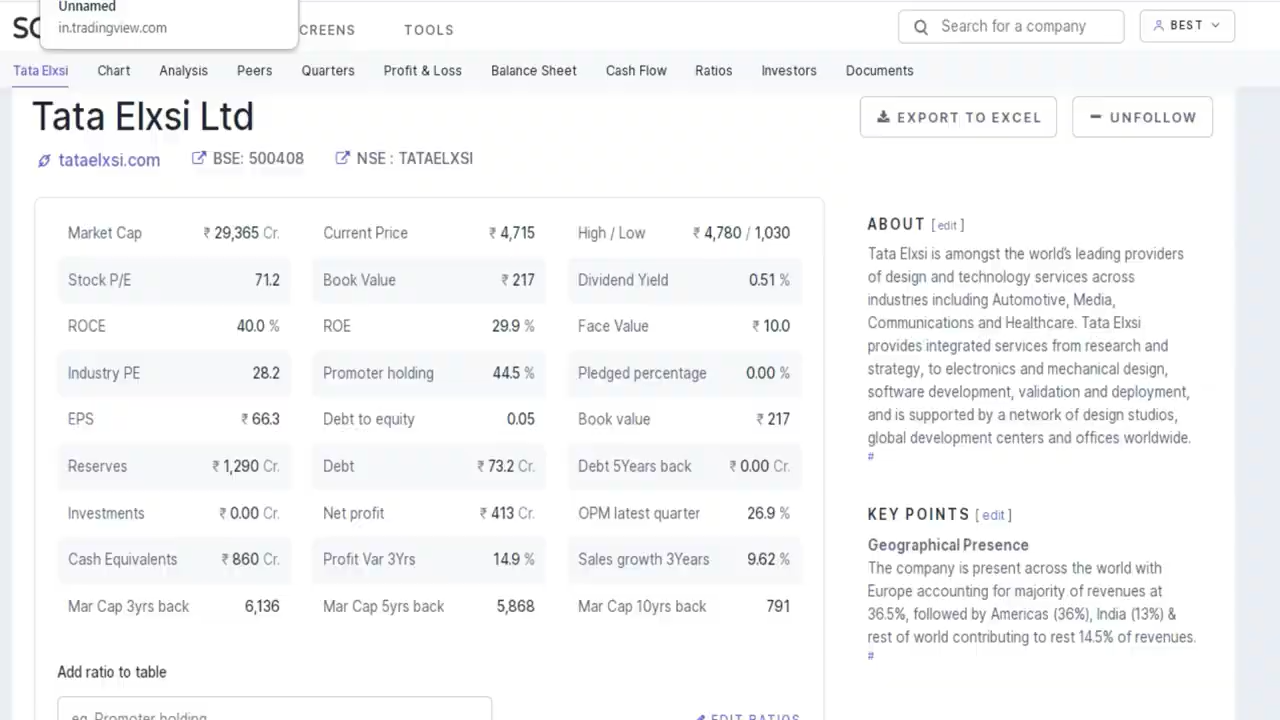 Unnamed
in.tradingview.com
SC
CREENS
TOOLS
Search for a company
BEST
Tata Elxsi
Chart
Analysis
Peers
Quarters
Profit & Loss
Balance Sheet
Cash Flow
Ratios
Investors
Documents
Tata Elxsi Ltd
EXPORT TO EXCEL
UNFOLLOW
tataelxsi.com
BSE: 500408
NSE : TATAELXSI
Market Cap ₹ 29,365 Cr.
Current Price ₹ 4,715
High / Low ₹ 4,780 / 1,030
Stock P/E 71.2
Book Value ₹ 217
Dividend Yield 0.51 %
ROCE 40.0 %
ROE 29.9 %
Face Value ₹ 10.0
Industry PE 28.2
Promoter holding 44.5 %
Pledged percentage 0.00 %
EPS ₹ 66.3
Debt to equity 0.05
Book value ₹ 217
Reserves ₹ 1,290 Cr.
Debt ₹ 73.2 Cr.
Debt 5Years back ₹ 0.00 Cr.
Investments ₹ 0.00 Cr.
Net profit ₹ 413 Cr.
OPM latest quarter 26.9 %
Cash Equivalents ₹ 860 Cr.
Profit Var 3Yrs 14.9 %
Sales growth 3Years 9.62 %
Mar Cap 3yrs back 6,136
Mar Cap 5yrs back 5,868
Mar Cap 10yrs back 791
Add ratio to table
eg. Promoter holding
EDIT RATIOS
ABOUT [ edit ]
Tata Elxsi is amongst the world's leading providers
of design and technology services across
industries including Automotive, Media,
Communications and Healthcare. Tata Elxsi
provides integrated services from research and
strategy, to electronics and mechanical design,
software development, validation and deployment,
and is supported by a network of design studios,
global development centers and offices worldwide.
#
KEY POINTS [ edit ]
Geographical Presence
The company is present across the world with
Europe accounting for majority of revenues at
36.5%, followed by Americas (36%), India (13%) &
rest of world contributing to rest 14.5% of revenues.
#